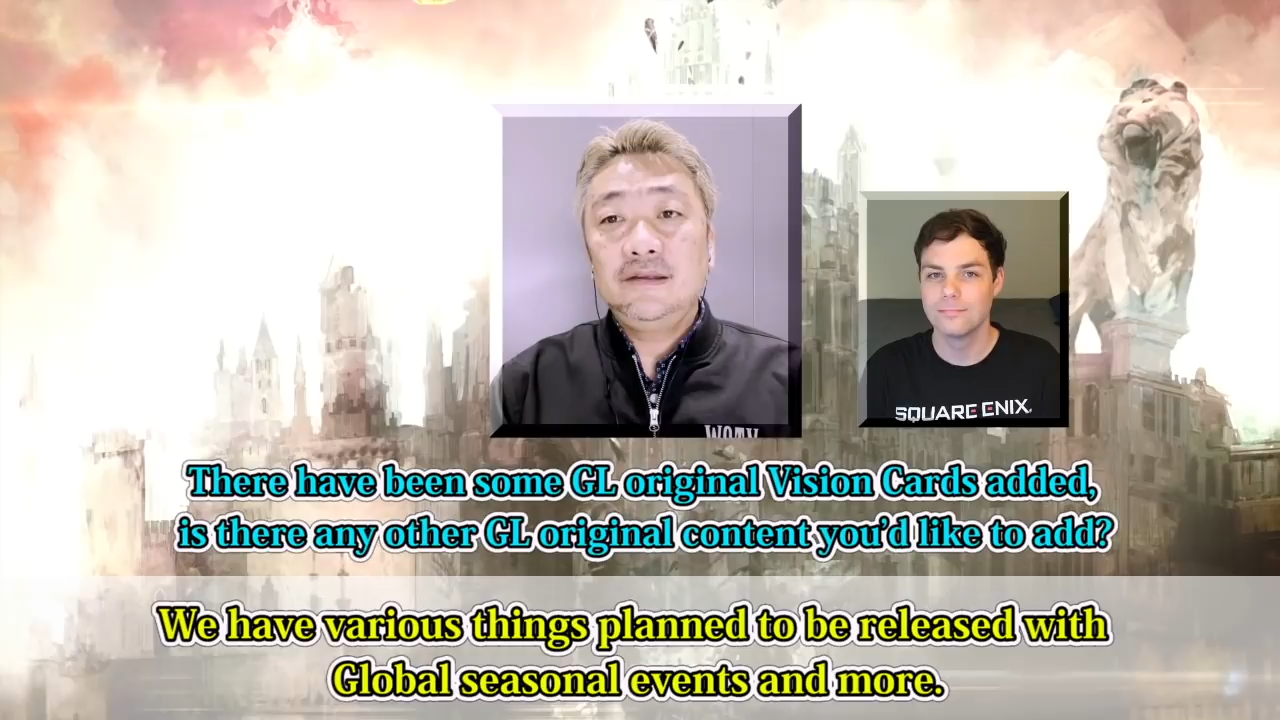 WOTV
SQUARE ENIX
There have been some GL original Vision Cards added,
is there any other GL original content you'd like to add?
We have various things planned to be released with
Global seasonal events and more.